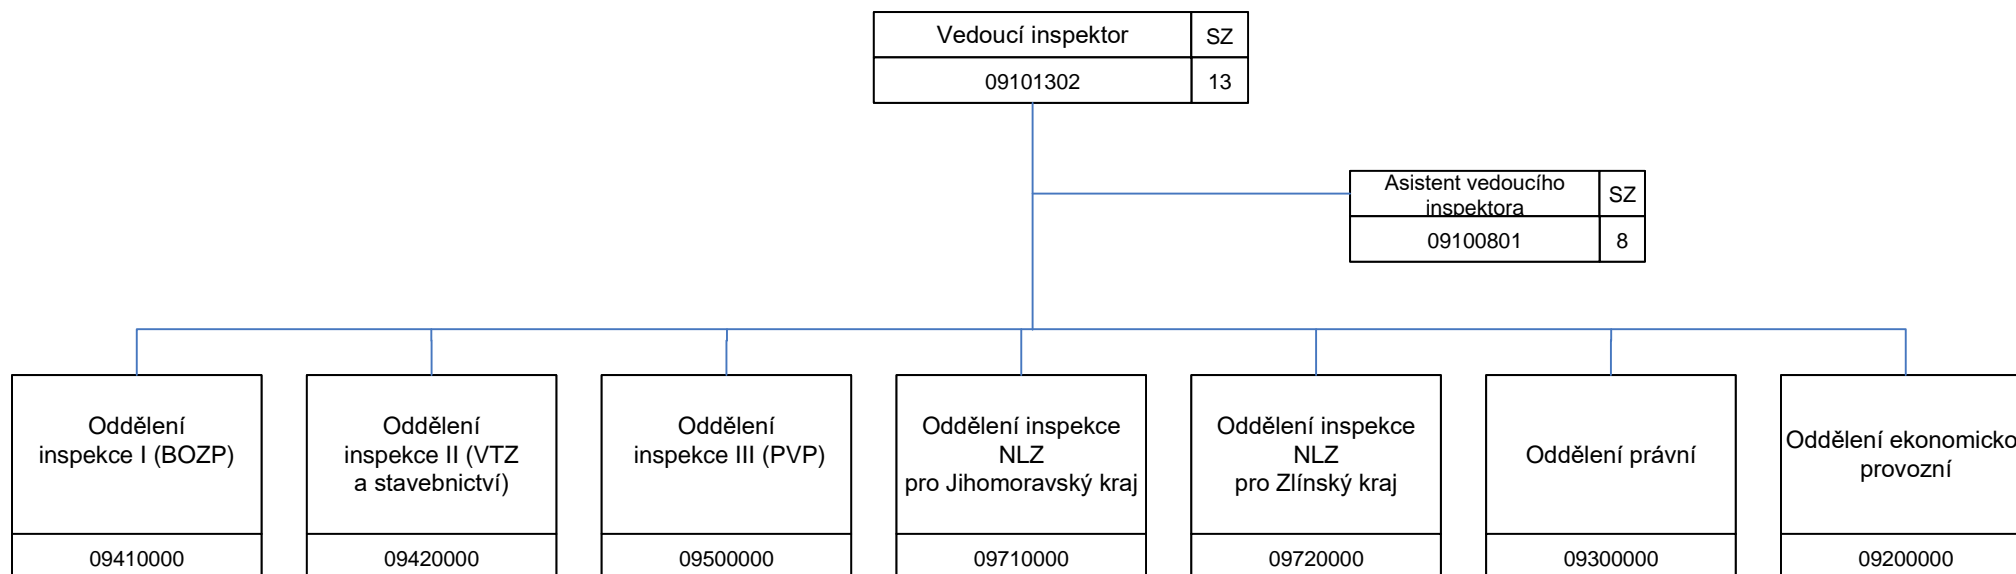 Vedoucí inspektor
SZ
09101302
13
Asistent vedoucího
inspektora
SZ
09100801
8
Oddělení
inspekce I (BOZP)
09410000
Oddělení
inspekce II (VTZ
a stavebnictví)
09420000
Oddělení
inspekce III (PVP)
09500000
Oddělení inspekce
NLZ
pro Jihomoravský kraj
09710000
Oddělení inspekce
NLZ
pro Zlínský kraj
09720000
Oddělení právní
09300000
Oddělení ekonomicko
provozní
09200000